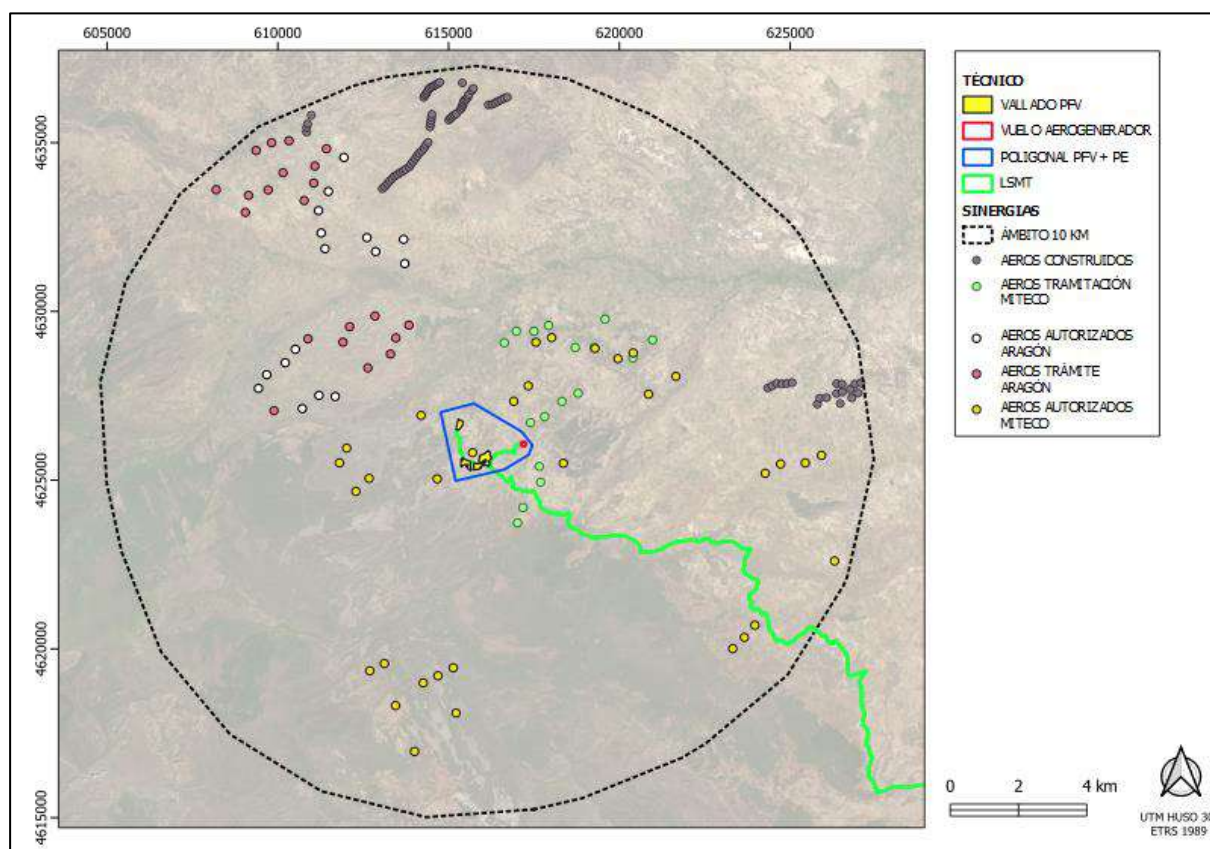 605000
610000
615000
620000
625000
4635000
4630000
4625000
4620000
4615000
TÉCNICO
VALLADO PFV
VUELO AEROGENERADOR
POLIGONAL PFV + PE
LSMT
SINERGIAS
ÁMBITO 10 KM
AEROS CONSTRUIDOS
AEROS TRAMITACIÓN
MITECO
AEROS AUTORIZADOS
ARAGÓN
AEROS TRÁMITE
ARAGÓN
AEROS AUTORIZADOS
MITECO
0 2 4 km
UTM HUSO 30
ETRS 1989